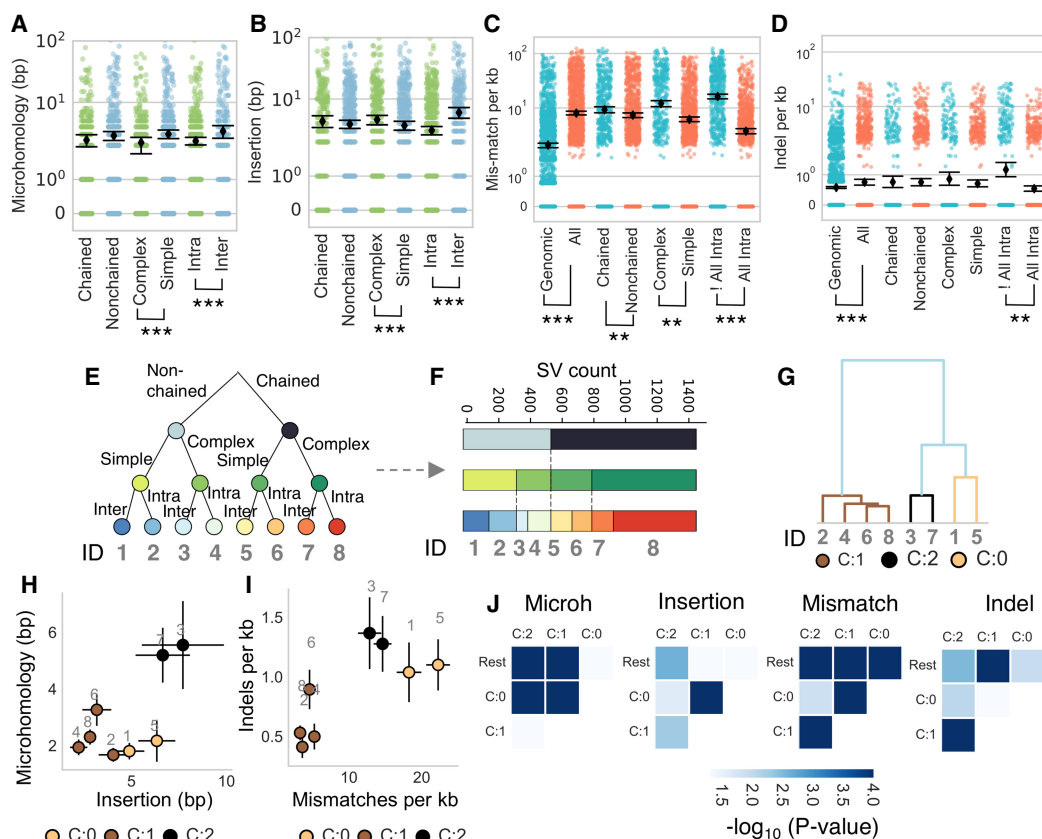 A
Microhomology (bp)
10²
10¹
10⁰
0
Chained
Nonchained
Complex
Simple
Intra
Inter
***
***
B
Insertion (bp)
10²
10¹
10⁰
0
Chained
Nonchained
Complex
Simple
Intra
Inter
***
***
C
Mis-match per kb
10²
10¹
10⁰
0
Genomic
All
Chained
Nonchained
Complex
Simple
! All Intra
All Intra
***
**
**
***
D
Indel per kb
10²
10¹
10⁰
0
Genomic
All
Chained
Nonchained
Complex
Simple
! All Intra
All Intra
***
**
E
Non-
chained
Chained
Simple
Complex
Simple
Complex
Inter
Intra
Inter
Intra
Inter
Intra
Inter
Intra
ID 1 2 3 4 5 6 7 8
F
SV count
0 200 400 600 800 1000 1200 1400
ID 1 2 3 4 5 6 7 8
G
ID 2 4 6 8 3 7 1 5
C:1 C:2 C:0
H
Microhomology (bp)
6
4
2
7 3
6
8
4 2 1 5
5 10
Insertion (bp)
C:0 C:1 C:2
I
Indels per kb
1.5
1.0
0.5
3
7
1 5
6
8 4
2
10 20
Mismatches per kb
C:0 C:1 C:2
J
Microh
C:2 C:1 C:0
Rest
C:0
C:1
Insertion
C:2 C:1 C:0
Rest
C:0
C:1
Mismatch
C:2 C:1 C:0
Rest
C:0
C:1
Indel
C:2 C:1 C:0
Rest
C:0
C:1
1.5 2.0 2.5 3.0 3.5 4.0
-log₁₀ (P-value)